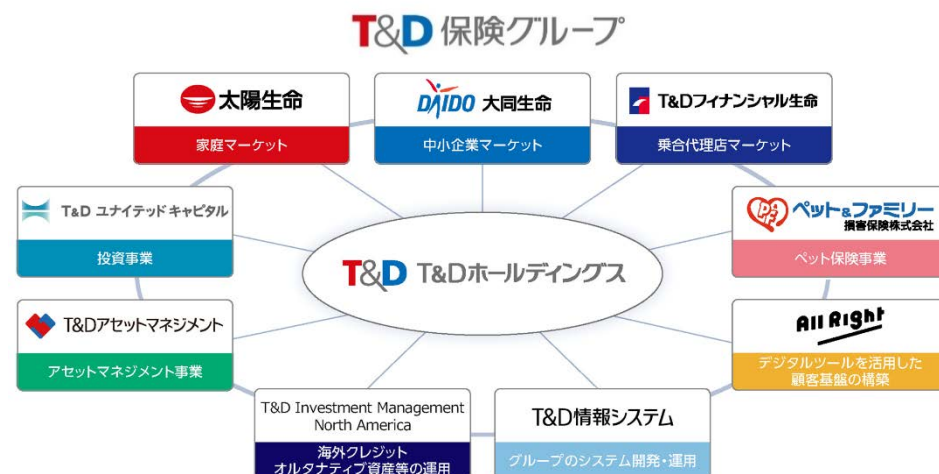 T&D 保険グループ
太陽生命
家庭マーケット
DAIDO 大同生命
中小企業マーケット
T&Dフィナンシャル生命
乗合代理店マーケット
T&D ユナイテッドキャピタル
投資事業
P&F
ペット&ファミリー
損害保険株式会社
ペット保険事業
T&D T&Dホールディングス
T&Dアセットマネジメント
アセットマネジメント事業
All Right
デジタルツールを活用した
顧客基盤の構築
T&D Investment Management
North America
海外クレジット
オルタナティブ資産等の運用
T&D情報システム
グループのシステム開発・運用